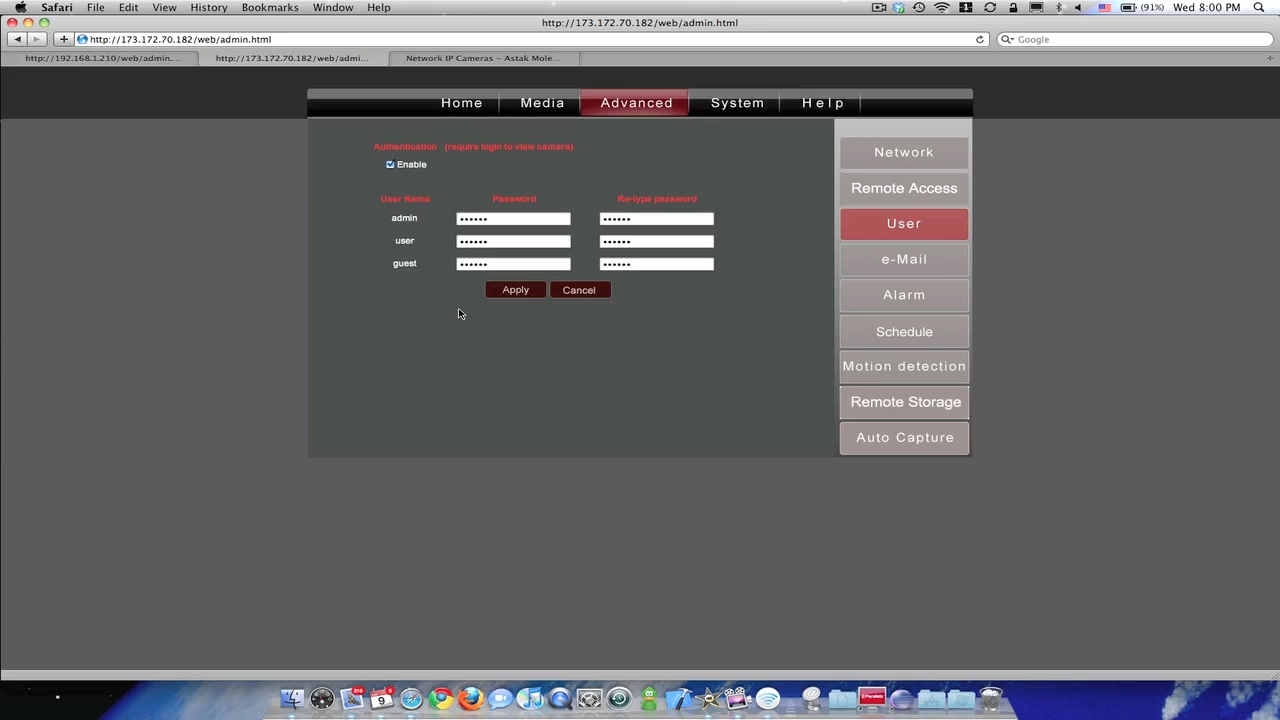 Safari File Edit View History Bookmarks Window Help (91%) Wed 8:00 PM
http://173.172.70.182/web/admin.html
http://173.172.70.182/web/admin.html Google
http://192.168.1.210/web/admin.... http://173.172.70.182/web/admi... Network IP Cameras – Astak Mole...
Home Media Advanced System Help
Authentication (require login to view camera)
Enable
User Name Password Re-type password
admin •••••• ••••••
user •••••• ••••••
guest •••••• ••••••
Apply Cancel
Network
Remote Access
User
e-Mail
Alarm
Schedule
Motion detection
Remote Storage
Auto Capture